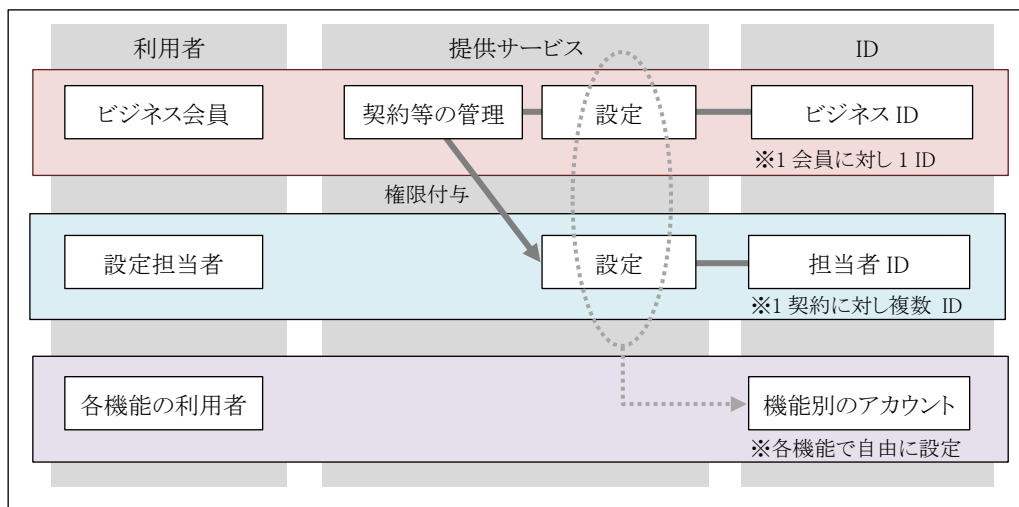 利用者
提供サービス
ID
ビジネス会員
契約等の管理
設定
ビジネス ID
※1 会員に対し 1 ID
権限付与
設定担当者
設定
担当者 ID
※1 契約に対し複数 ID
各機能の利用者
機能別のアカウント
※各機能で自由に設定